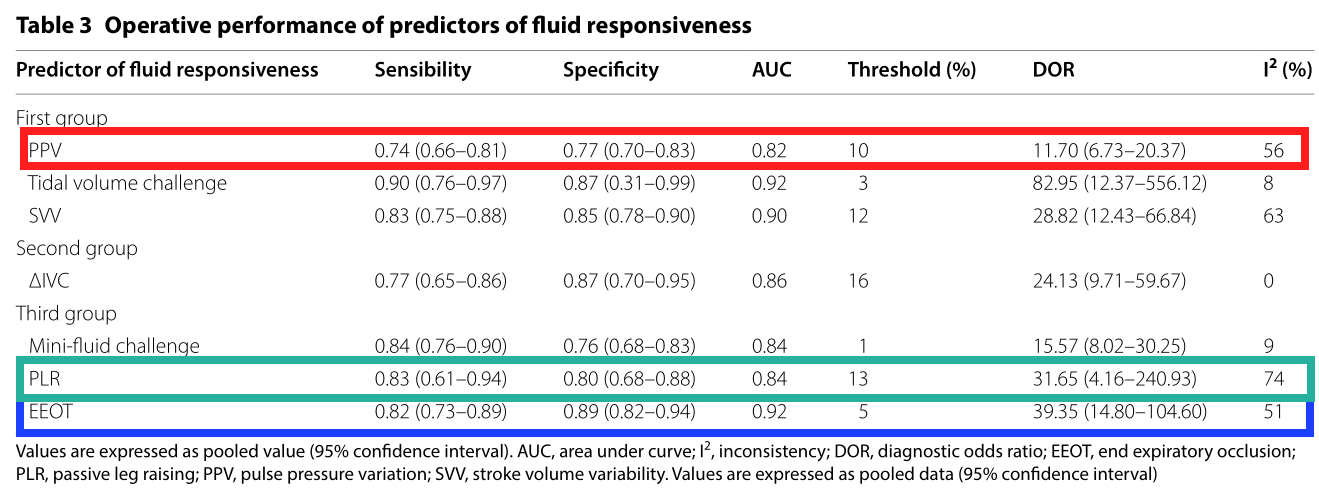 Table 3 Operative performance of predictors of fluid responsiveness
Predictor of fluid responsiveness Sensibility Specificity AUC Threshold (%) DOR I² (%)
First group
PPV 0.74 (0.66–0.81) 0.77 (0.70–0.83) 0.82 10 11.70 (6.73–20.37) 56
Tidal volume challenge 0.90 (0.76–0.97) 0.87 (0.31–0.99) 0.92 3 82.95 (12.37–556.12) 8
SVV 0.83 (0.75–0.88) 0.85 (0.78–0.90) 0.90 12 28.82 (12.43–66.84) 63
Second group
ΔIVC 0.77 (0.65–0.86) 0.87 (0.70–0.95) 0.86 16 24.13 (9.71–59.67) 0
Third group
Mini-fluid challenge 0.84 (0.76–0.90) 0.76 (0.68–0.83) 0.84 1 15.57 (8.02–30.25) 9
PLR 0.83 (0.61–0.94) 0.80 (0.68–0.88) 0.84 13 31.65 (4.16–240.93) 74
EEOT 0.82 (0.73–0.89) 0.89 (0.82–0.94) 0.92 5 39.35 (14.80–104.60) 51
Values are expressed as pooled value (95% confidence interval). AUC, area under curve; I², inconsistency; DOR, diagnostic odds ratio; EEOT, end expiratory occlusion;
PLR, passive leg raising; PPV, pulse pressure variation; SVV, stroke volume variability. Values are expressed as pooled data (95% confidence interval)